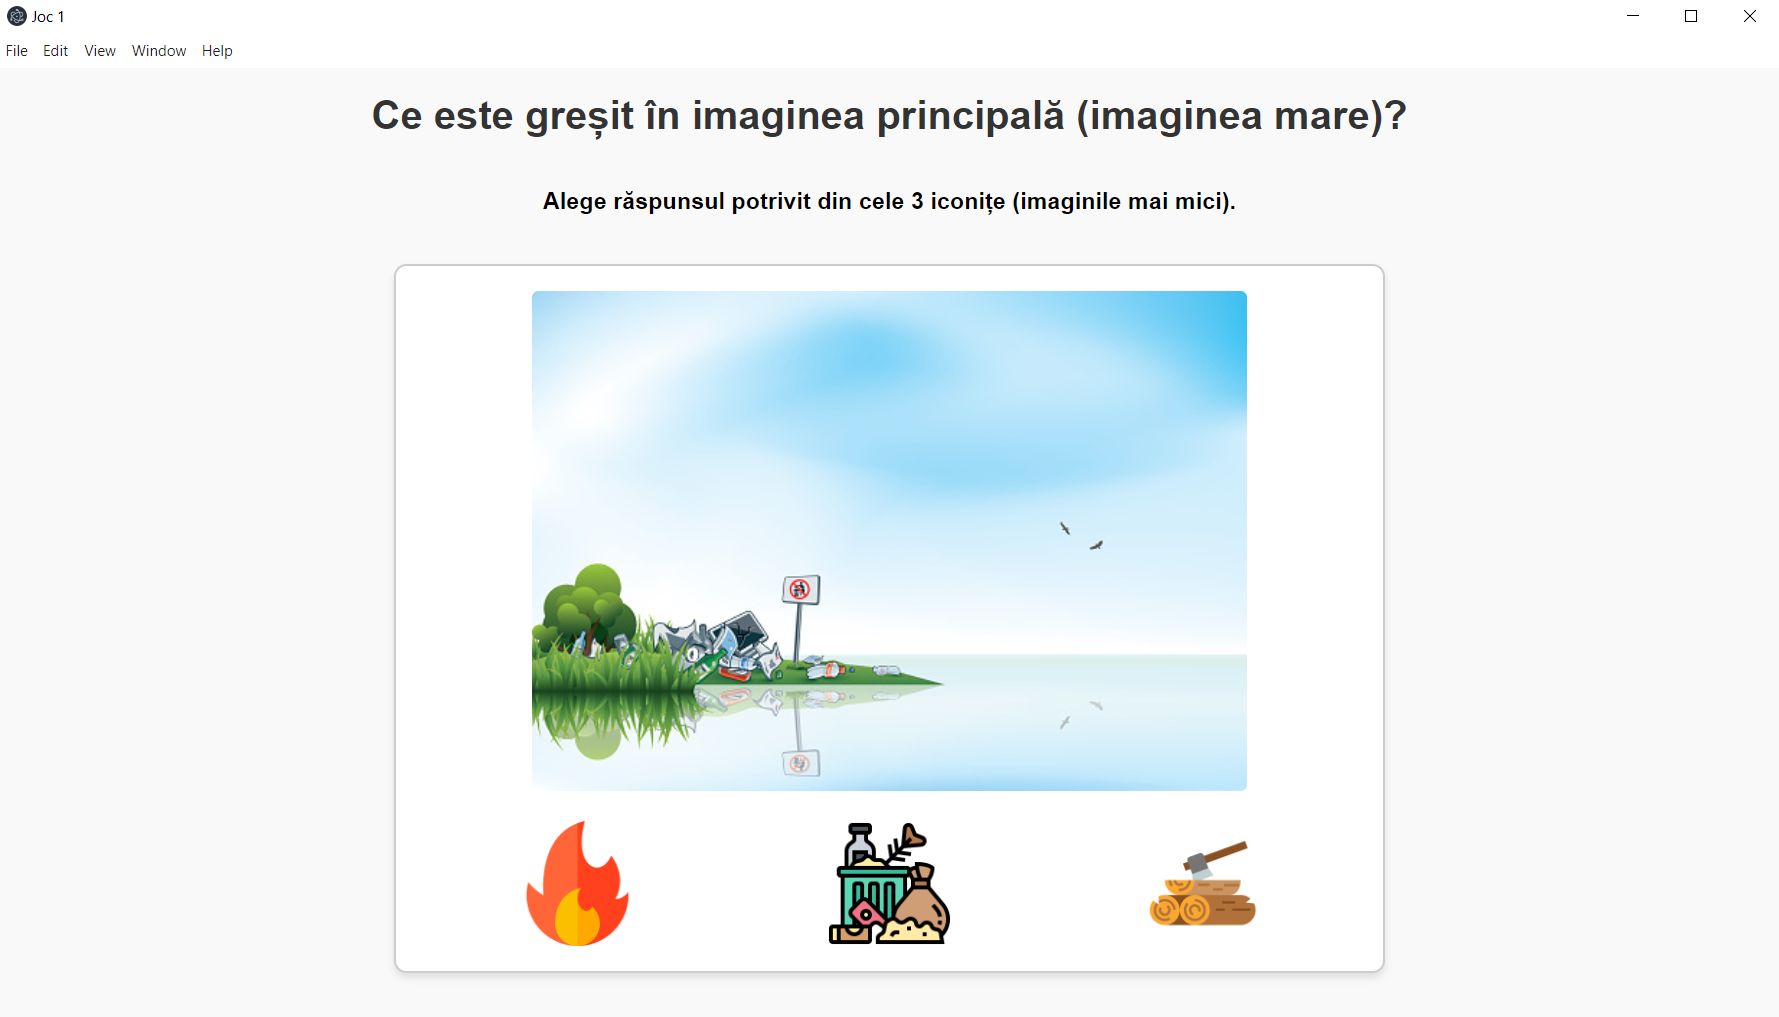 Joc 1
File Edit View Window Help
Ce este greșit în imaginea principală (imaginea mare)?
Alege răspunsul potrivit din cele 3 iconițe (imaginile mai mici).